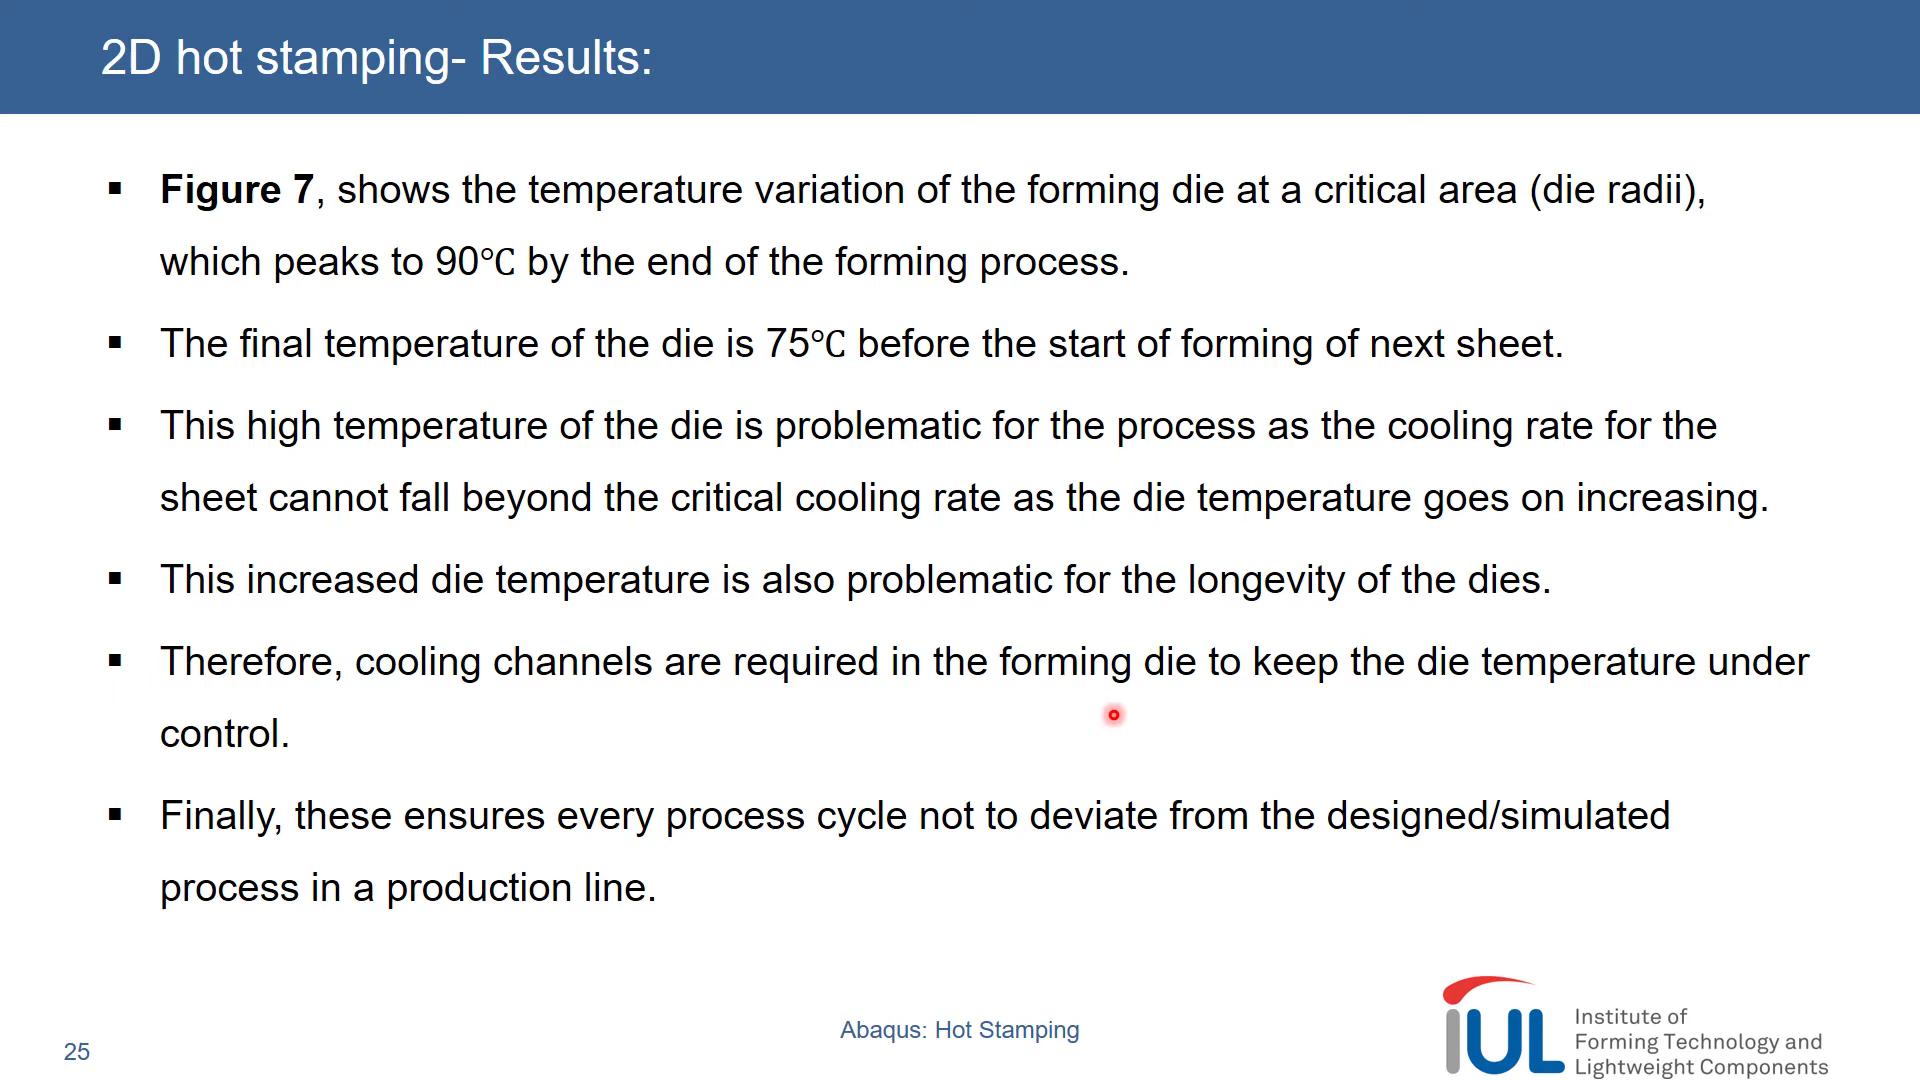 2D hot stamping- Results:
▪ Figure 7, shows the temperature variation of the forming die at a critical area (die radii),
which peaks to 90℃ by the end of the forming process.
▪ The final temperature of the die is 75℃ before the start of forming of next sheet.
▪ This high temperature of the die is problematic for the process as the cooling rate for the
sheet cannot fall beyond the critical cooling rate as the die temperature goes on increasing.
▪ This increased die temperature is also problematic for the longevity of the dies.
▪ Therefore, cooling channels are required in the forming die to keep the die temperature under
control.
▪ Finally, these ensures every process cycle not to deviate from the designed/simulated
process in a production line.
25
Abaqus: Hot Stamping
IUL
Institute of
Forming Technology and
Lightweight Components